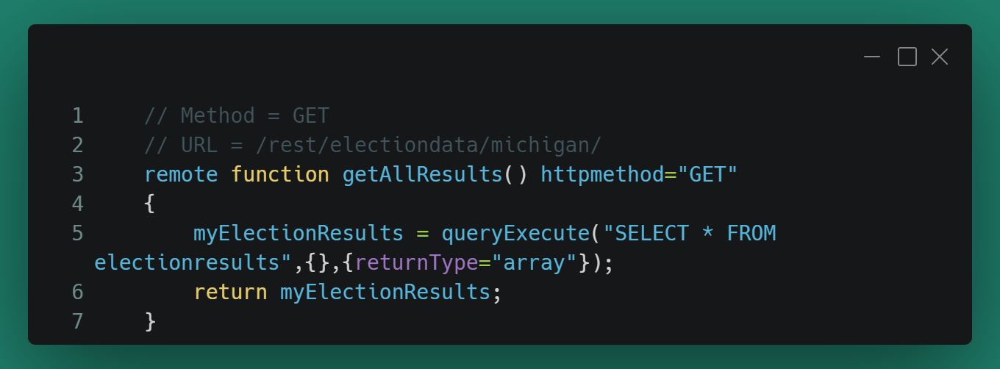 1 // Method = GET
2 // URL = /rest/electiondata/michigan/
3 remote function getAllResults() httpmethod="GET"
4 {
5 myElectionResults = queryExecute("SELECT * FROM
electionresults",{},{returnType="array"});
6 return myElectionResults;
7 }